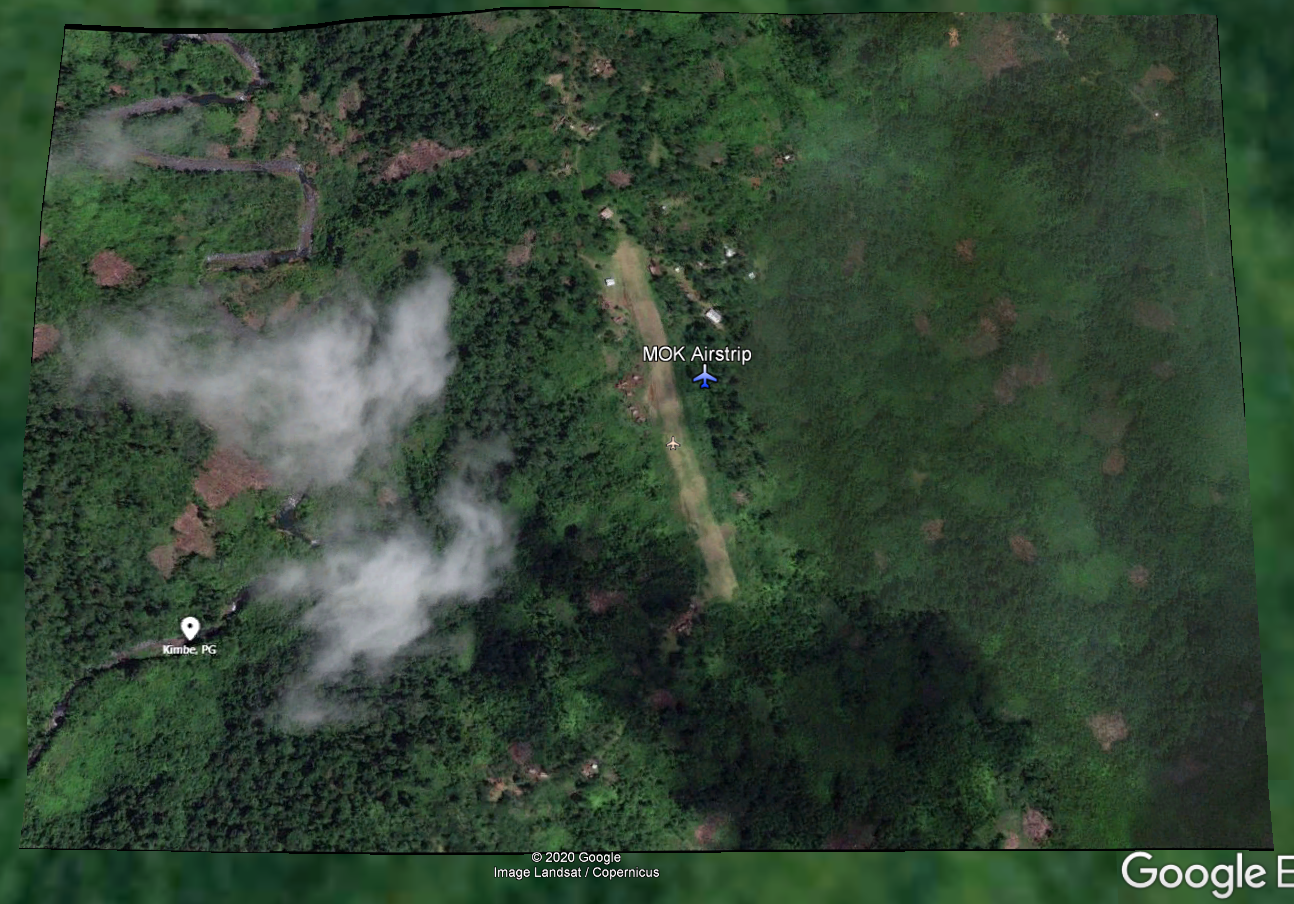 MOK Airstrip
Kimbe, PG
© 2020 Google
Image Landsat / Copernicus
Google E